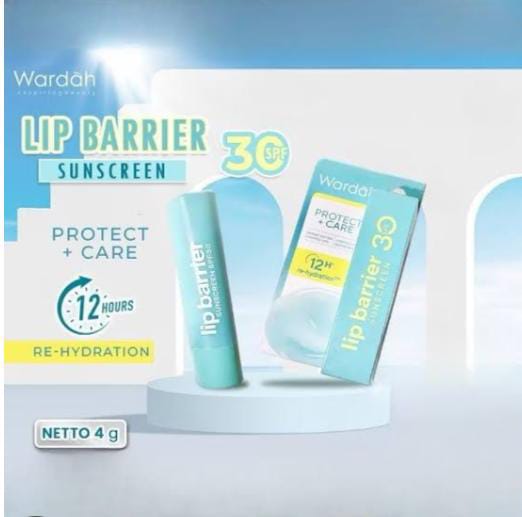 Wardah
LIP BARRIER
30
SPF
SUNSCREEN
PROTECT
+ CARE
12 HOURS
RE-HYDRATION
NETTO 4 g
lip barrier
SUNSCREEN SPF30
Wardah
PROTECT
+ CARE
12H
re-hydration
lip barrier 30
SUNSCREEN